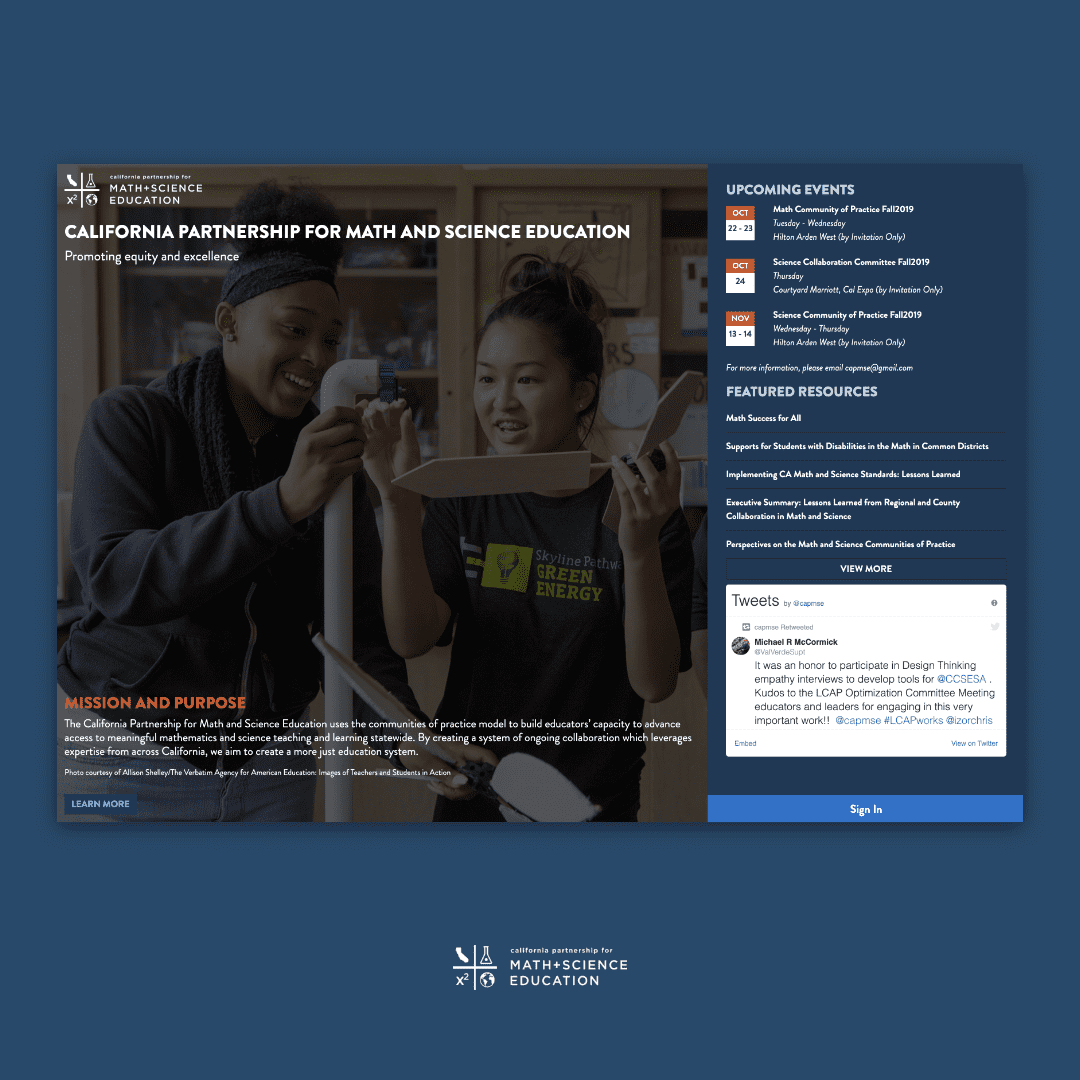 california partnership for
MATH+SCIENCE
EDUCATION
x²
CALIFORNIA PARTNERSHIP FOR MATH AND SCIENCE EDUCATION
Promoting equity and excellence
Skyline Pathw
GREEN
ENERGY
MISSION AND PURPOSE
The California Partnership for Math and Science Education uses the communities of practice model to build educators' capacity to advance
access to meaningful mathematics and science teaching and learning statewide. By creating a system of ongoing collaboration which leverages
expertise from across California, we aim to create a more just education system.
Photo courtesy of Allison Shelley/The Verbatim Agency for American Education: Images of Teachers and Students in Action
LEARN MORE
UPCOMING EVENTS
OCT
22 - 23
Math Community of Practice Fall2019
Tuesday - Wednesday
Hilton Arden West (by Invitation Only)
OCT
24
Science Collaboration Committee Fall2019
Thursday
Courtyard Marriott, Cal Expo (by Invitation Only)
NOV
13 - 14
Science Community of Practice Fall2019
Wednesday - Thursday
Hilton Arden West (by Invitation Only)
For more information, please email capmse@gmail.com
FEATURED RESOURCES
Math Success for All
Supports for Students with Disabilities in the Math in Common Districts
Implementing CA Math and Science Standards: Lessons Learned
Executive Summary: Lessons Learned from Regional and County
Collaboration in Math and Science
Perspectives on the Math and Science Communities of Practice
VIEW MORE
Tweets by @capmse
capmse Retweeted
Michael R McCormick
@ValVerdeSupt
It was an honor to participate in Design Thinking
empathy interviews to develop tools for @CCSESA .
Kudos to the LCAP Optimization Committee Meeting
educators and leaders for engaging in this very
important work!! @capmse #LCAPworks @izorchris
Embed
View on Twitter
Sign In
california partnership for
MATH+SCIENCE
EDUCATION
x²